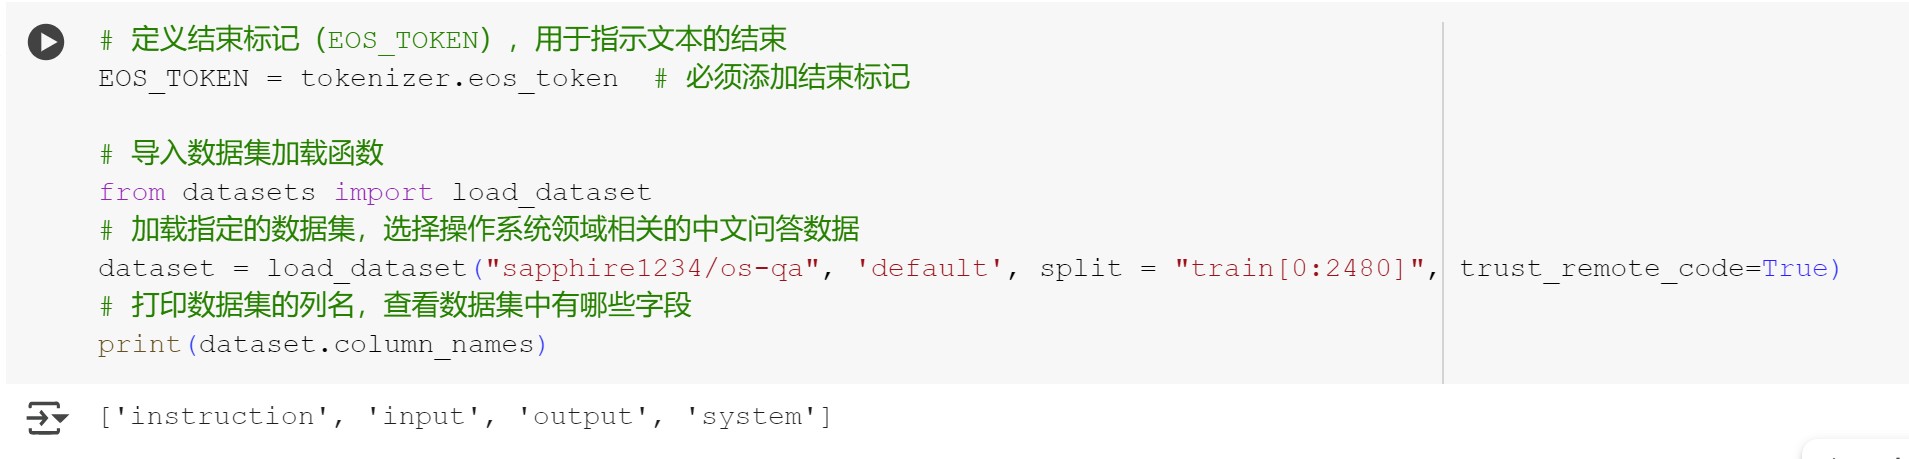 # 定义结束标记（EOS_TOKEN），用于指示文本的结束
EOS_TOKEN = tokenizer.eos_token  # 必须添加结束标记
# 导入数据集加载函数
from datasets import load_dataset
# 加载指定的数据集，选择操作系统领域相关的中文问答数据
dataset = load_dataset("sapphire1234/os-qa", 'default', split = "train[0:2480]", trust_remote_code=True)
# 打印数据集的列名，查看数据集中有哪些字段
print(dataset.column_names)
['instruction', 'input', 'output', 'system']